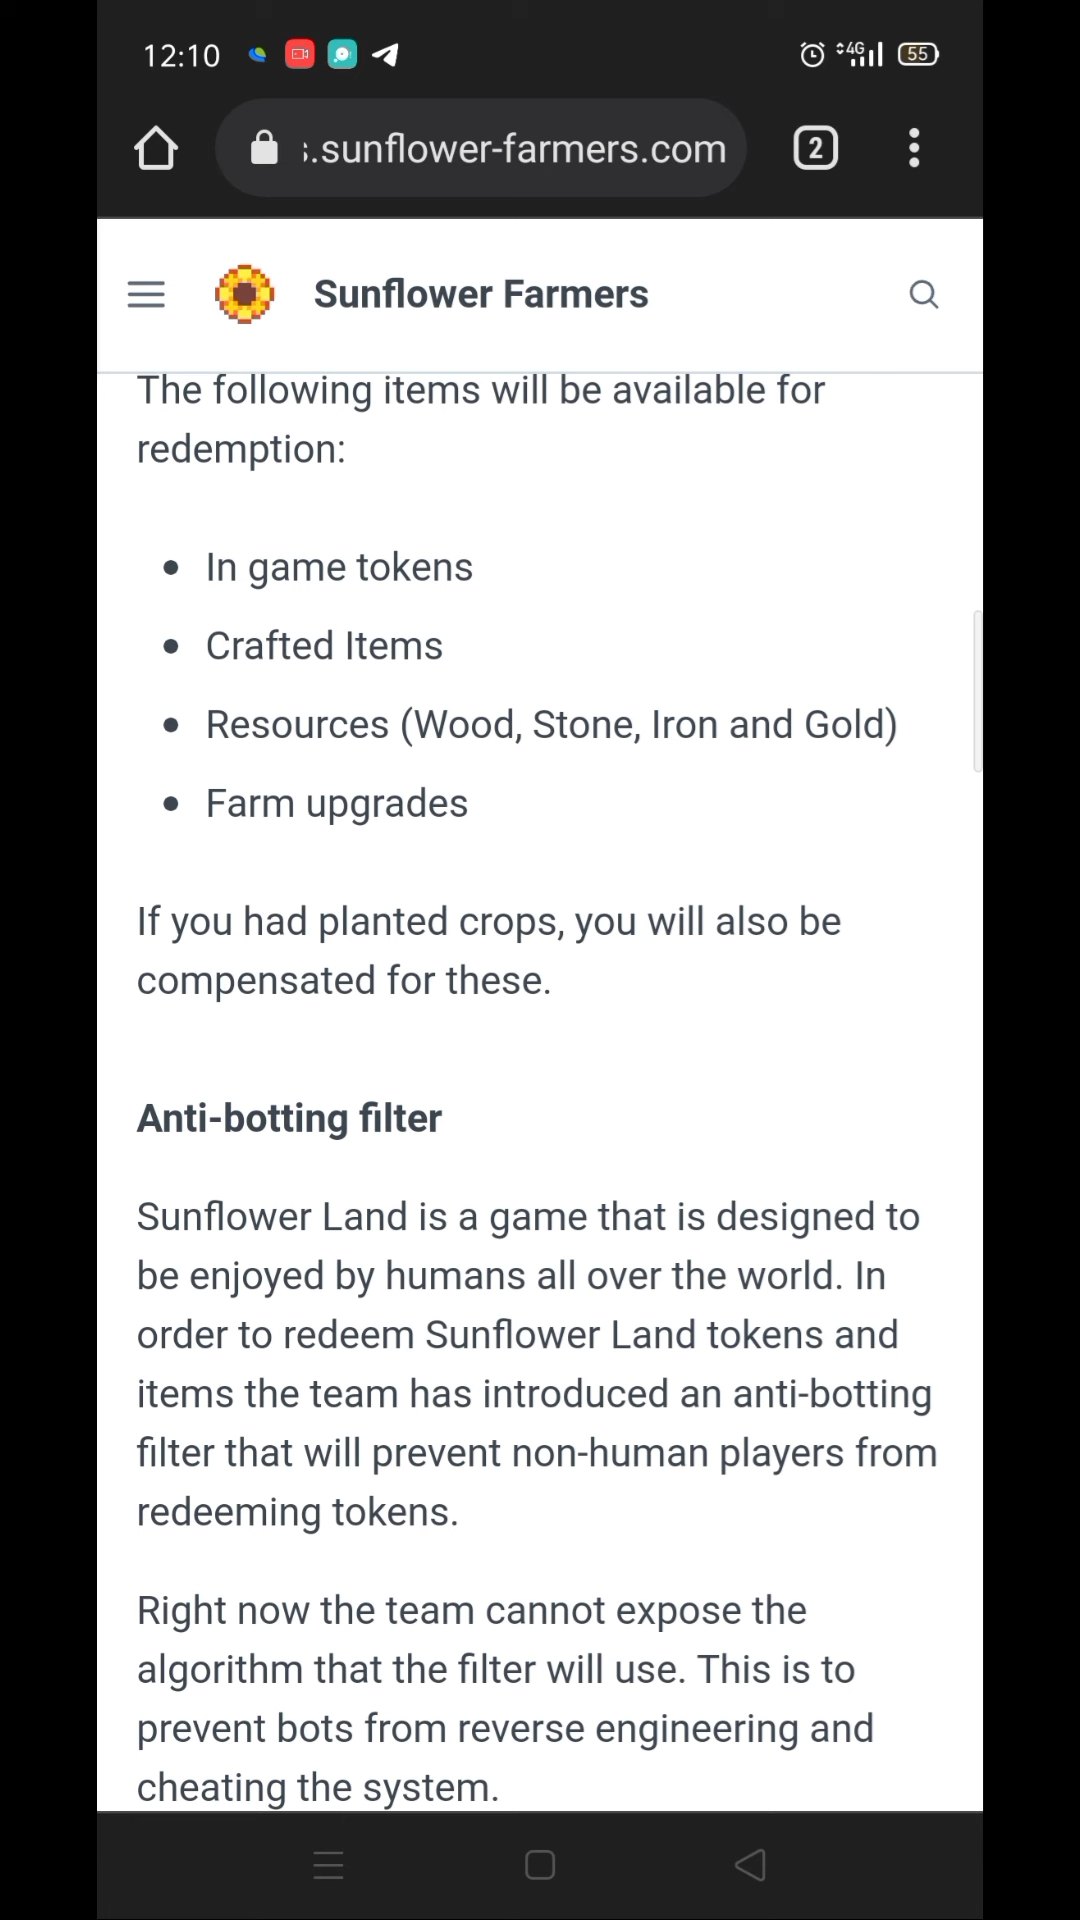 12:10
4G
55
s.sunflower-farmers.com
2
Sunflower Farmers
The following items will be available for
redemption:
In game tokens
Crafted Items
Resources (Wood, Stone, Iron and Gold)
Farm upgrades
If you had planted crops, you will also be
compensated for these.
Anti-botting filter
Sunflower Land is a game that is designed to
be enjoyed by humans all over the world. In
order to redeem Sunflower Land tokens and
items the team has introduced an anti-botting
filter that will prevent non-human players from
redeeming tokens.
Right now the team cannot expose the
algorithm that the filter will use. This is to
prevent bots from reverse engineering and
cheating the system.